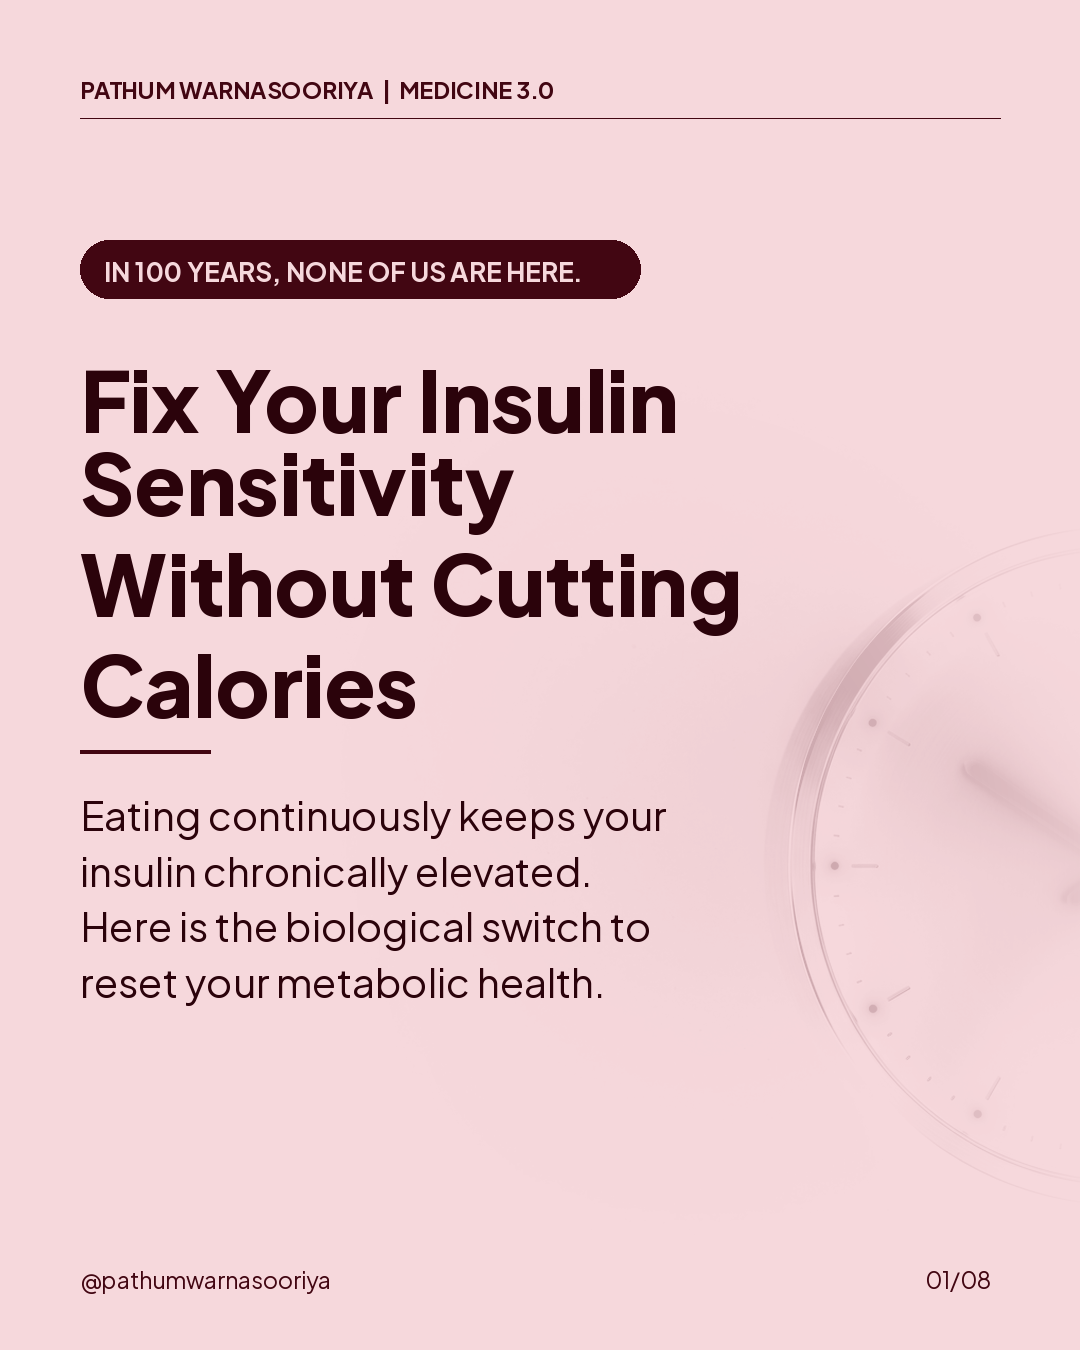 PATHUM WARNASOORIYA | MEDICINE 3.0
IN 100 YEARS, NONE OF US ARE HERE.
Fix Your Insulin
Sensitivity
Without Cutting
Calories
Eating continuously keeps your
insulin chronically elevated.
Here is the biological switch to
reset your metabolic health.
@pathumwarnasooriya
01/08